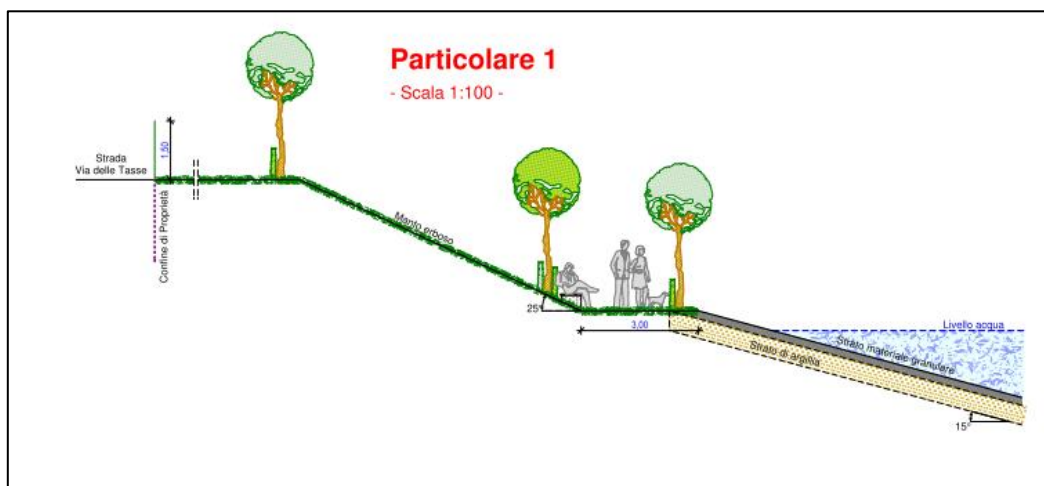 Particolare 1
- Scala 1:100 -
Strada
Via delle Tasse
1,50
Confine di Proprietà
Manto erboso
25°
3,00
Livello acqua
Strato materiale granulare
Strato di argilla
15°